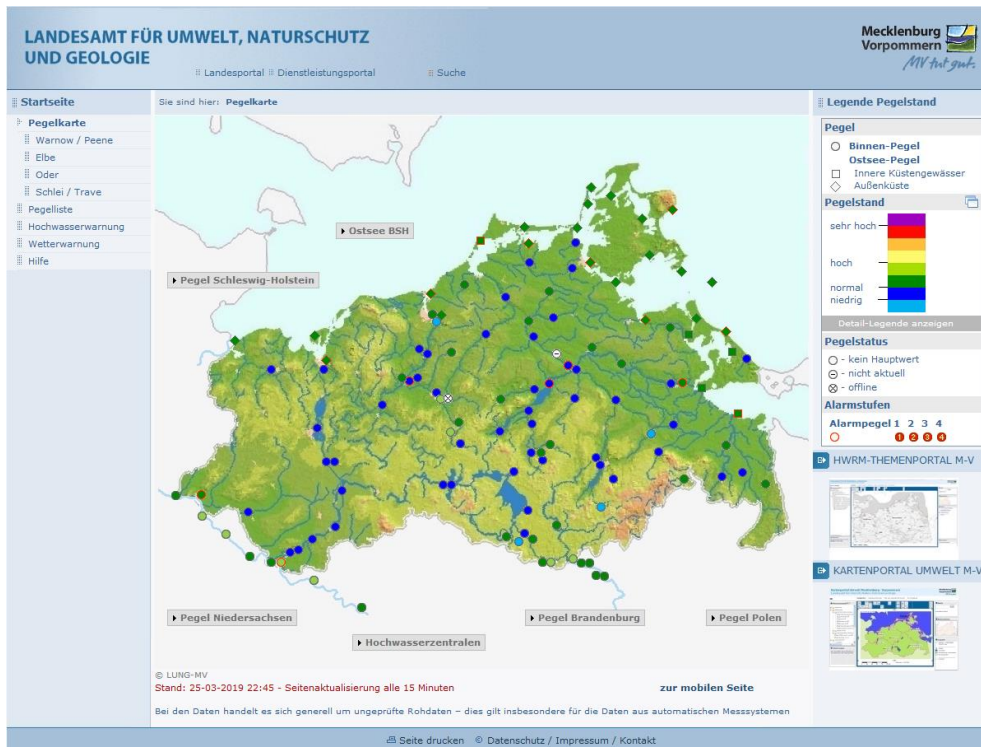 LANDESAMT FÜR UMWELT, NATURSCHUTZ
UND GEOLOGIE
Landesportal Dienstleistungsportal Suche
Mecklenburg
Vorpommern
MV tut gut.
Startseite
Pegelkarte
Warnow / Peene
Elbe
Oder
Schlei / Trave
Pegelliste
Hochwasserwarnung
Wetterwarnung
Hilfe
Sie sind hier: Pegelkarte
Ostsee BSH
Pegel Schleswig-Holstein
Pegel Niedersachsen
Pegel Brandenburg
Pegel Polen
Hochwasserzentralen
© LUNG-MV
Stand: 25-03-2019 22:45 - Seitenaktualisierung alle 15 Minuten
zur mobilen Seite
Bei den Daten handelt es sich generell um ungeprüfte Rohdaten – dies gilt insbesondere für die Daten aus automatischen Messsystemen
Legende Pegelstand
Pegel
Binnen-Pegel
Ostsee-Pegel
Innere Küstengewässer
Außenküste
Pegelstand
sehr hoch
hoch
normal
niedrig
Detail-Legende anzeigen
Pegelstatus
- kein Hauptwert
- nicht aktuell
- offline
Alarmstufen
Alarmpegel 1 2 3 4
1 2 3 4
HWRM-THEMENPORTAL M-V
KARTENPORTAL UMWELT M-V
Seite drucken © Datenschutz / Impressum / Kontakt